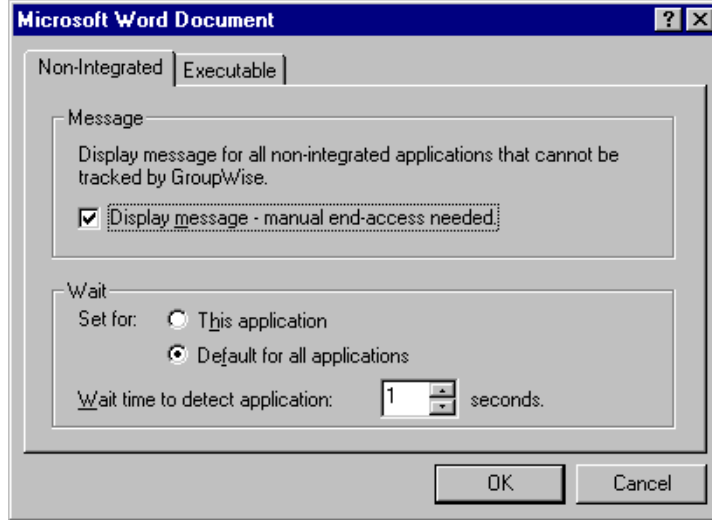 Microsoft Word Document
Non-Integrated Executable
Message
Display message for all non-integrated applications that cannot be
tracked by GroupWise.
Display message - manual end-access needed.
Wait
Set for: This application
Default for all applications
Wait time to detect application: 1 seconds.
OK Cancel